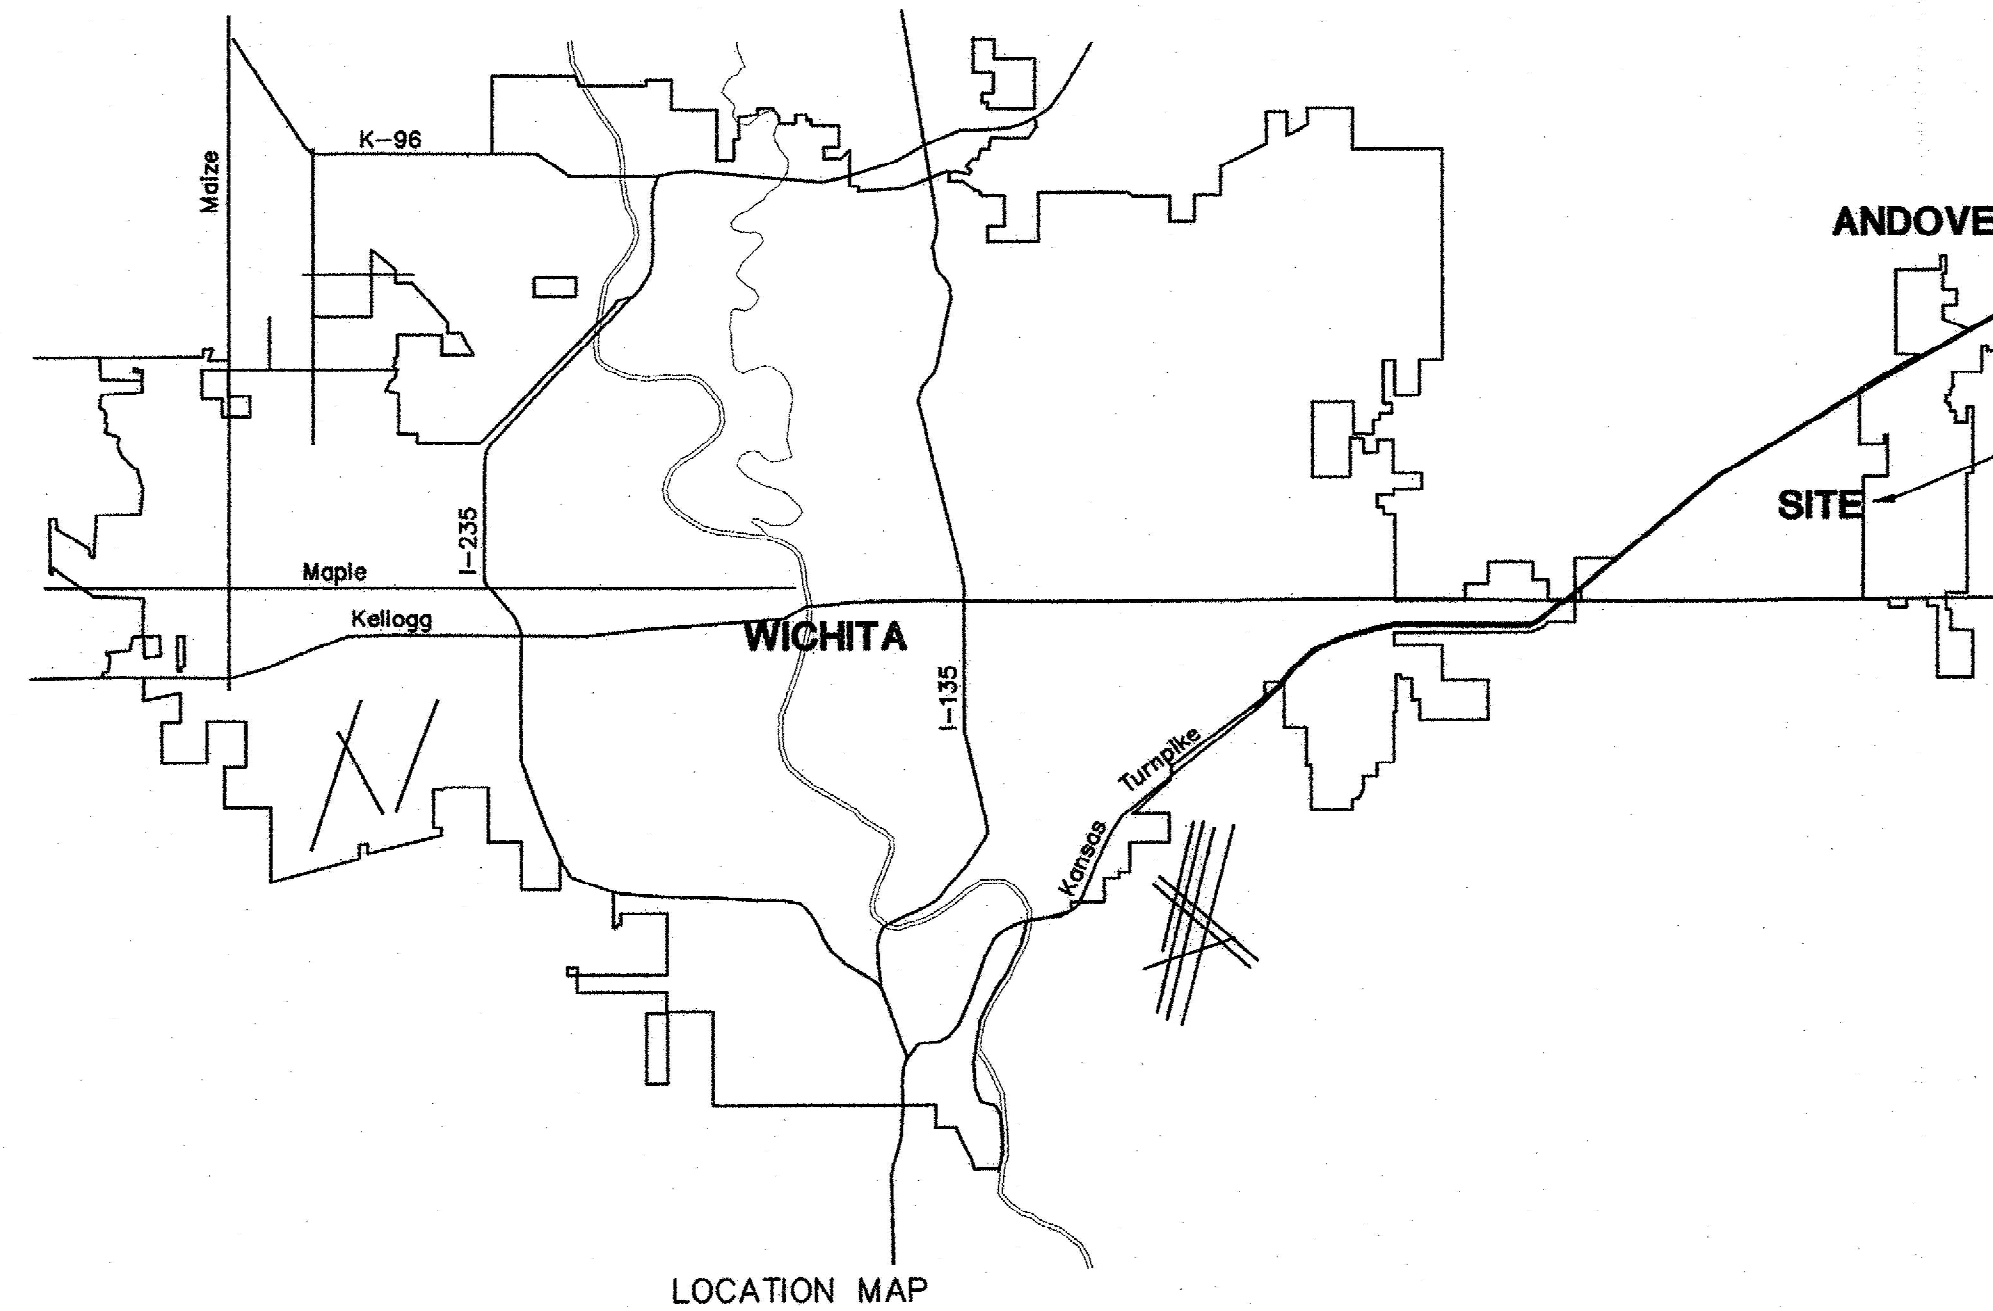 K-96
Maize
ANDOVE
SITE
I-235
Maple
Kellogg
WICHITA
I-135
Turnpike
Kansas
LOCATION MAP